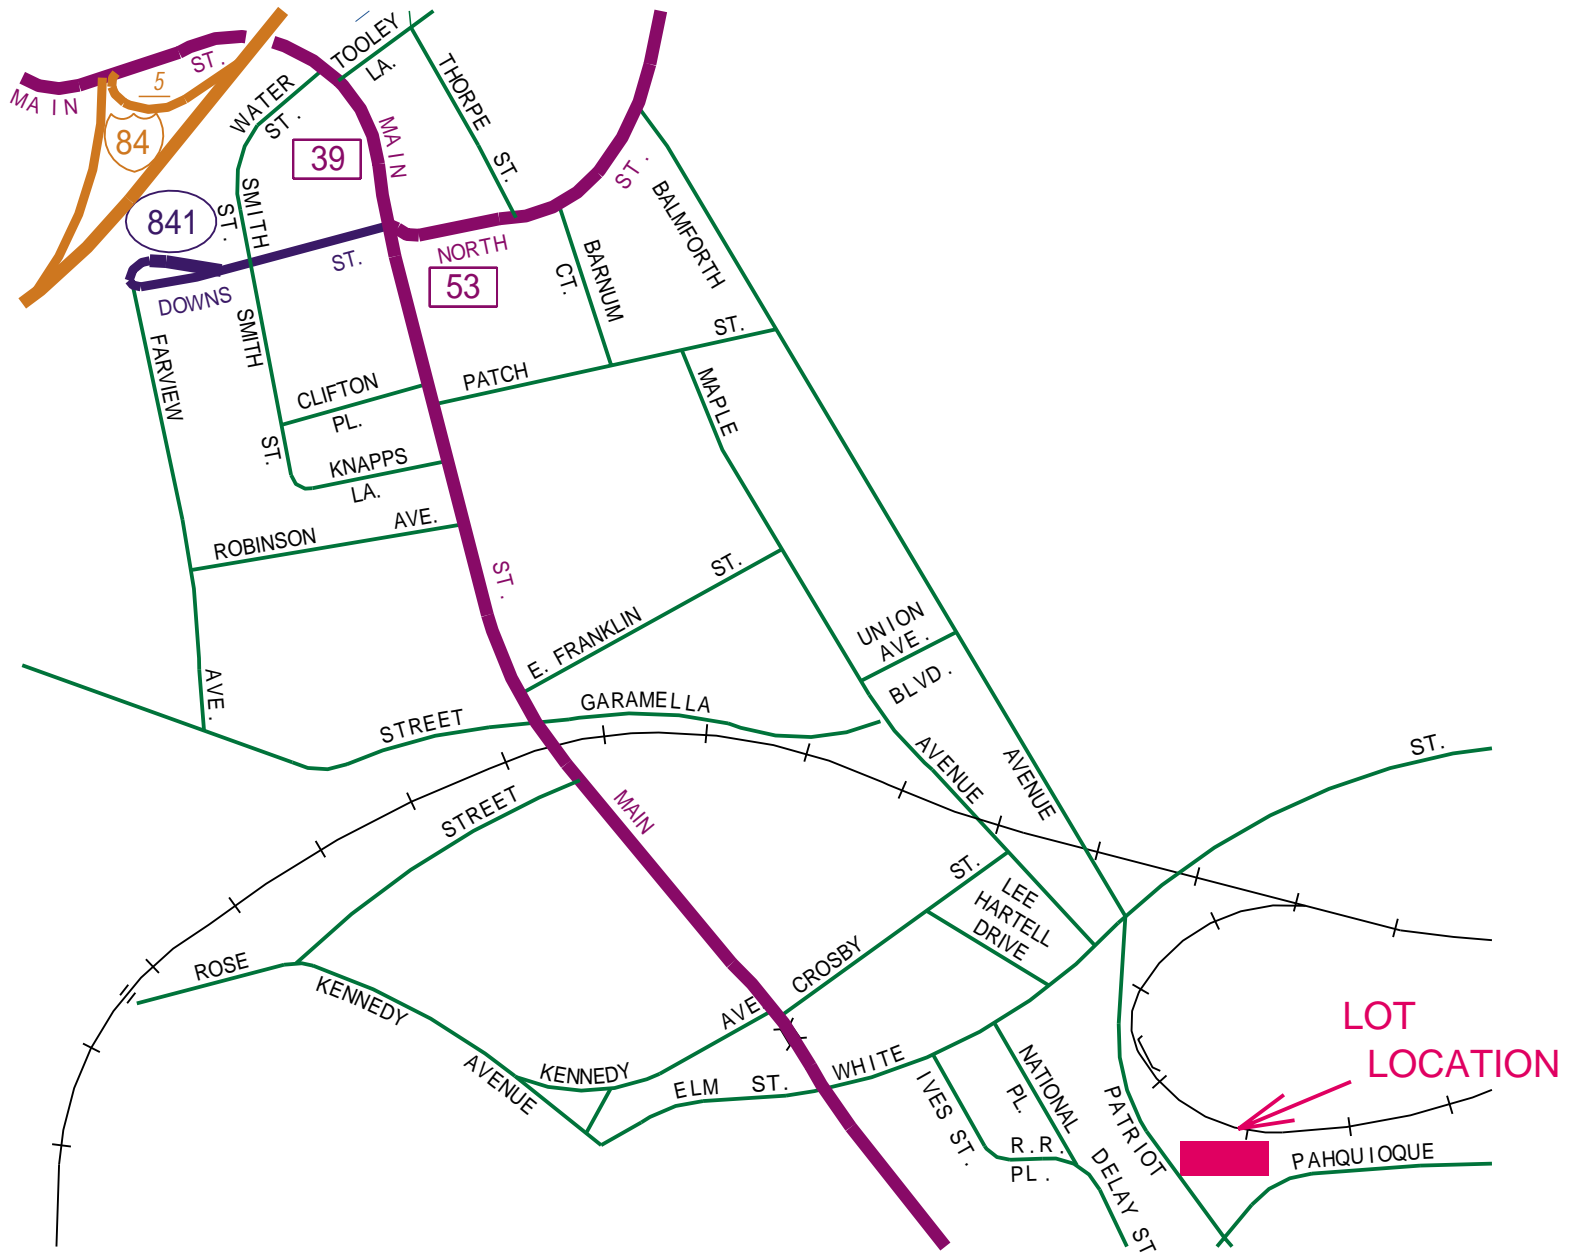 MAIN
ST.
5
84
841
WATER
ST.
TOOLEY
LA.
THORPE
ST.
39
MAIN
SMITH
ST.
ST.
DOWNS
NORTH
ST.
53
BARNUM
CT.
BALMFORTH
FARVIEW
SMITH
CLIFTON
PL.
PATCH
ST.
MAPLE
ST.
KNAPPS
LA.
ROBINSON
AVE.
ST.
E. FRANKLIN
ST.
UNION
AVE.
BLVD.
AVE.
STREET
GARAMELLA
AVENUE
AVENUE
ST.
STREET
MAIN
ROSE
KENNEDY
AVENUE
KENNEDY
AVE
CROSBY
ST.
LEE
HARTELL
DRIVE
ELM
ST.
WHITE
IVES ST.
NATIONAL
PL.
R.R.
PL.
DELAY ST
PATRIOT
LOT
LOCATION
PAHQUIOQUE